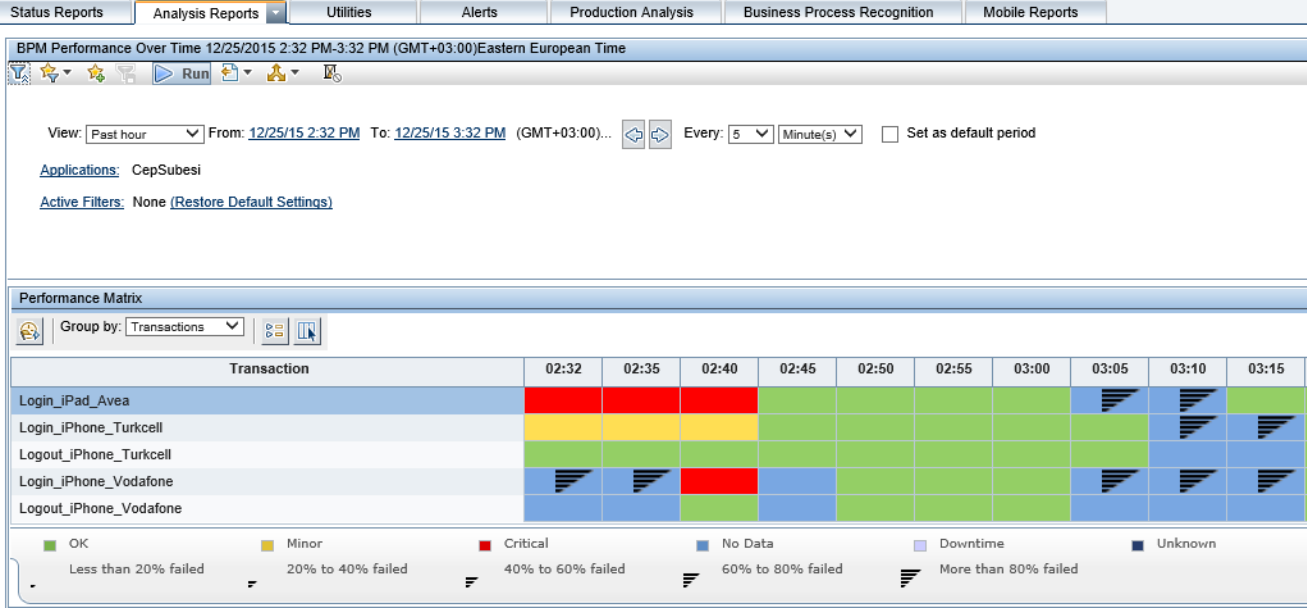 Status Reports Analysis Reports Utilities Alerts Production Analysis Business Process Recognition Mobile Reports
BPM Performance Over Time 12/25/2015 2:32 PM-3:32 PM (GMT+03:00)Eastern European Time
Run
View: Past hour From: 12/25/15 2:32 PM To: 12/25/15 3:32 PM (GMT+03:00)... Every: 5 Minute(s) Set as default period
Applications: CepSubesi
Active Filters: None (Restore Default Settings)
Performance Matrix
Group by: Transactions
Transaction 02:32 02:35 02:40 02:45 02:50 02:55 03:00 03:05 03:10 03:15
Login_iPad_Avea
Login_iPhone_Turkcell
Logout_iPhone_Turkcell
Login_iPhone_Vodafone
Logout_iPhone_Vodafone
OK Minor Critical No Data Downtime Unknown
Less than 20% failed 20% to 40% failed 40% to 60% failed 60% to 80% failed More than 80% failed